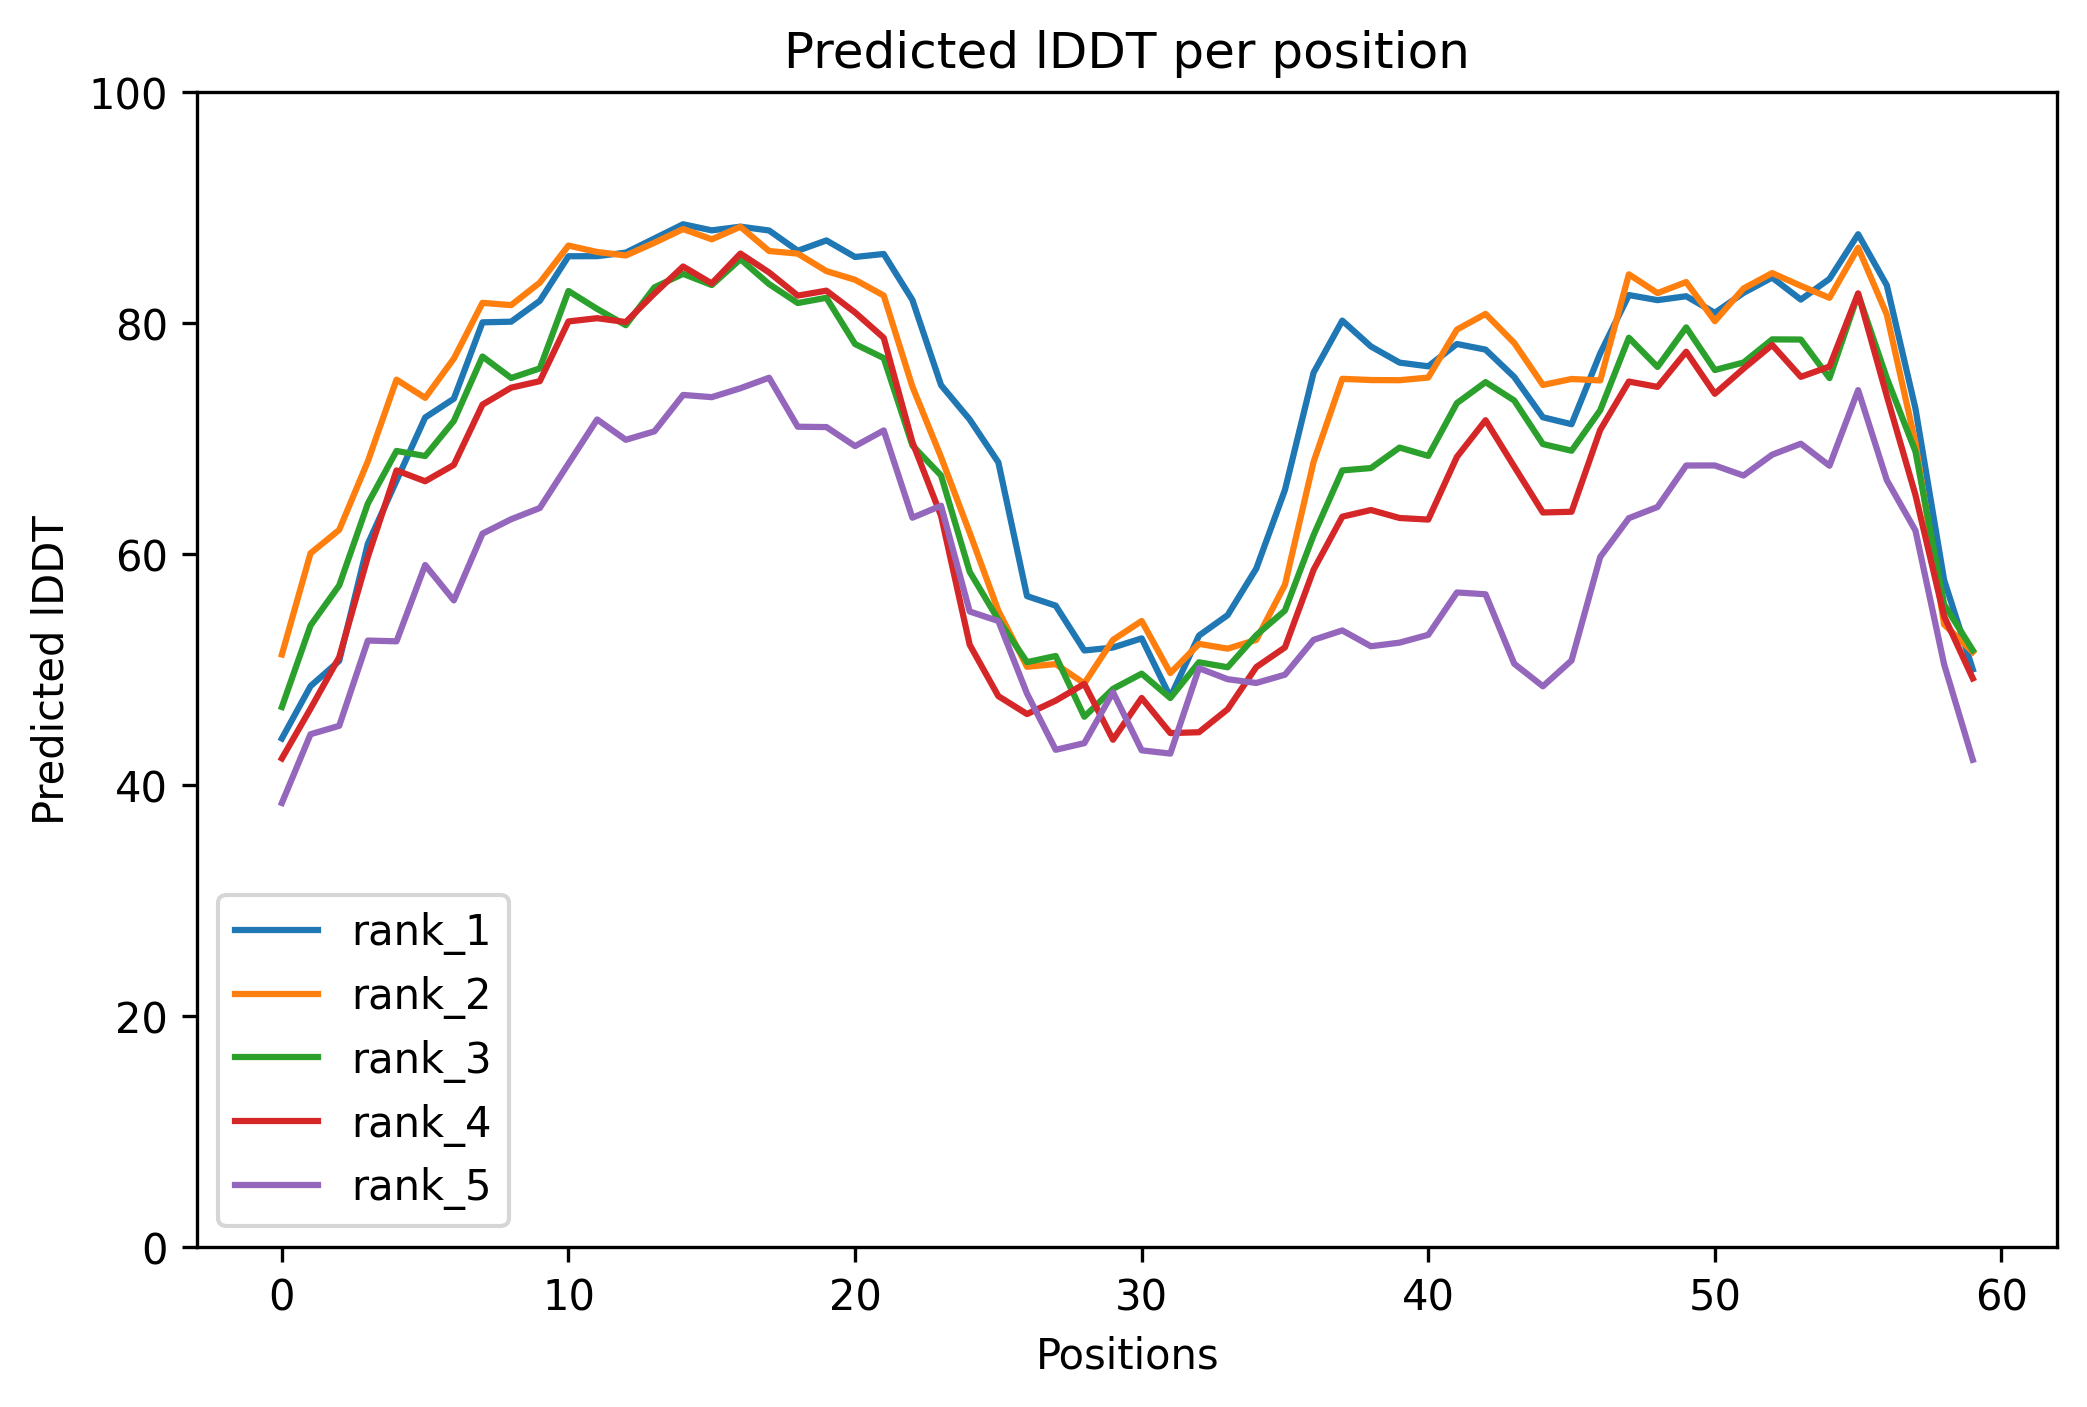 Predicted lDDT per position
100
80
60
40
20
0
Predicted lDDT
rank_1
rank_2
rank_3
rank_4
rank_5
0 10 20 30 40 50 60
Positions